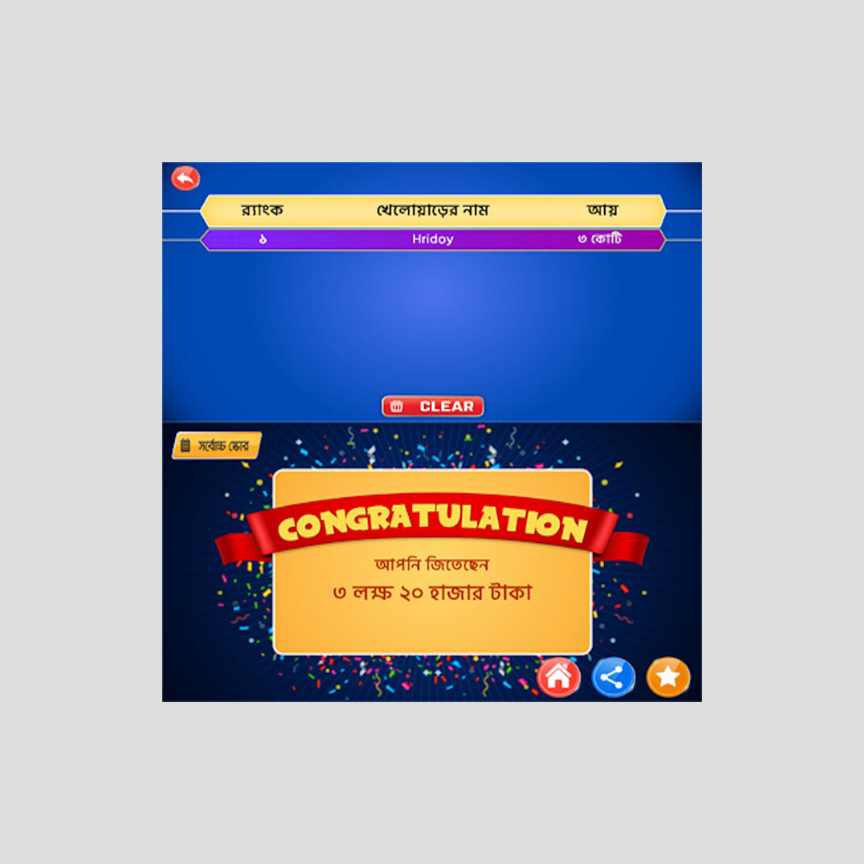 র‍্যাংক খেলোয়াড়ের নাম আয়
১ Hridoy ৩ কোটি
CLEAR
সর্বোচ্চ স্কোর
CONGRATULATION
আপনি জিতেছেন
৩ লক্ষ ২০ হাজার টাকা